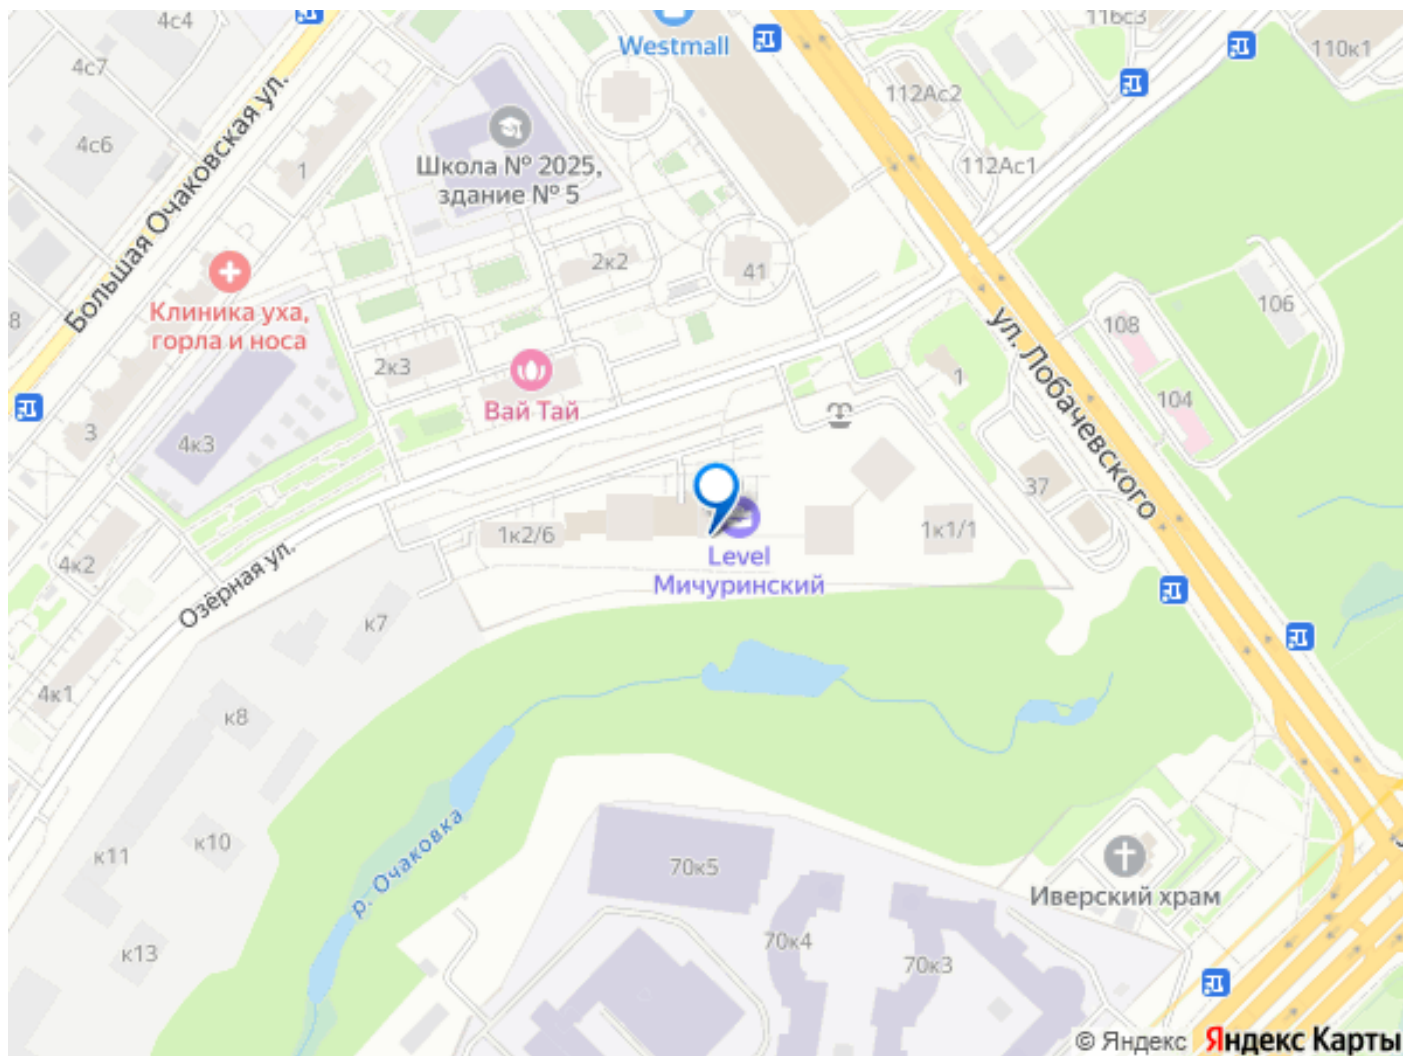 4с4
116с3
Westmall
110к1
4с7
112Ас2
4с6
1
Школа № 2025,
здание № 5
112Ас1
Большая Очаковская ул.
2к2
41
Клиника уха,
горла и носа
8
106
108
ул. Лобачевского
2к3
1
Вай Тай
104
3
4к3
37
1к2/6
1к1/1
Level
Мичуринский
4к2
Озёрная ул.
к7
4к1
к8
р. Очаковка
к10
к11
70к5
Иверский храм
к13
70к4
70к3
© Яндекс Яндекс Карты